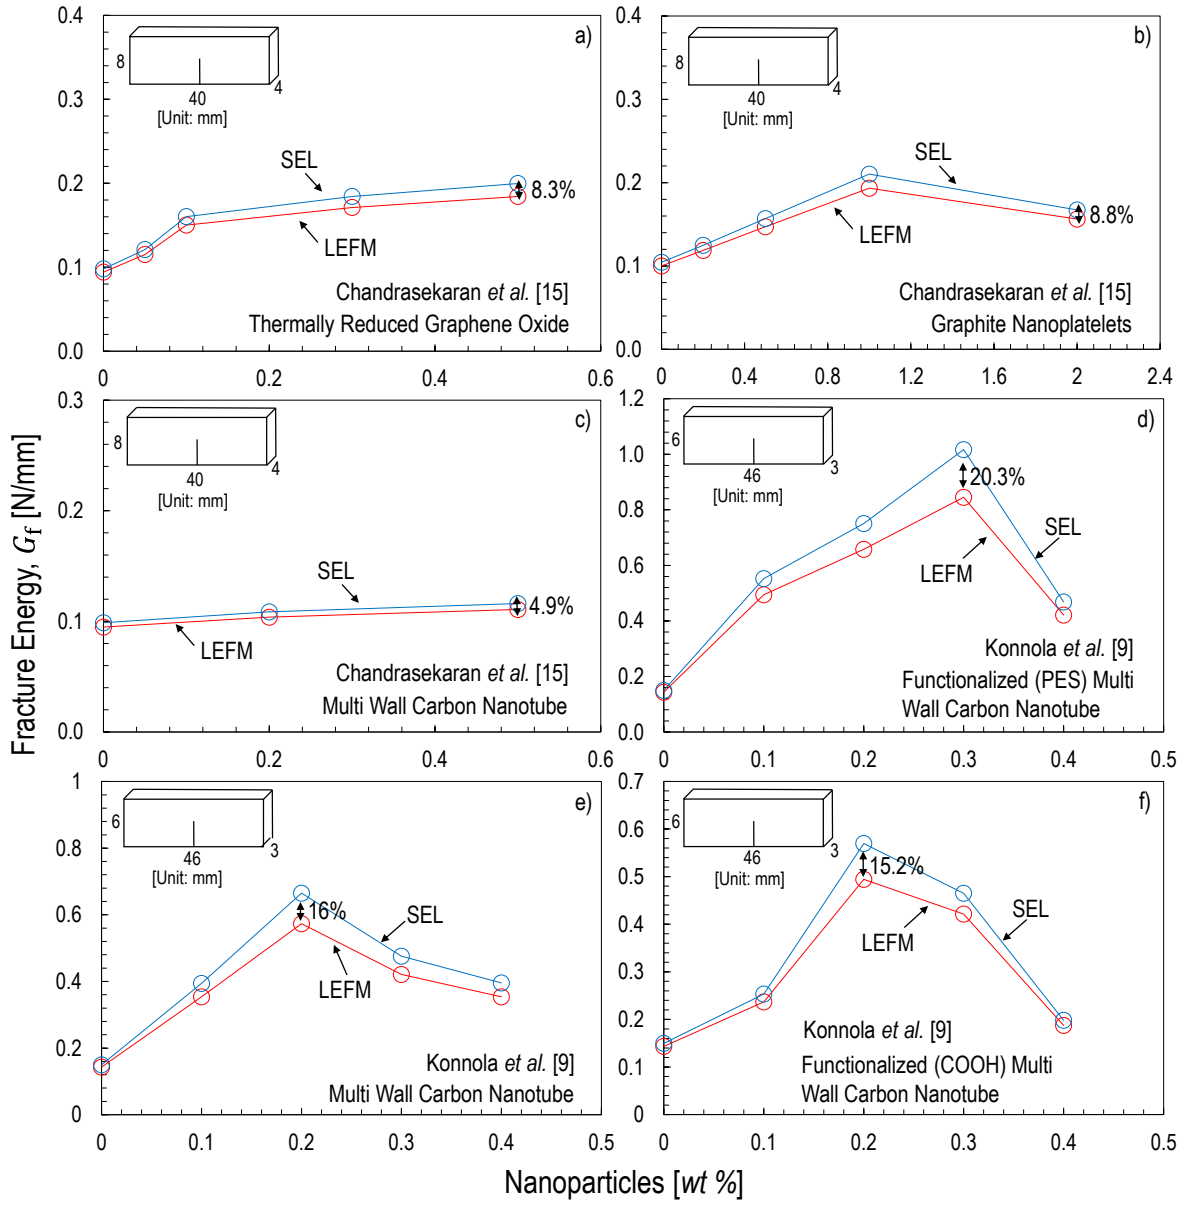 Fracture Energy, G_f [N/mm]
0.4
0.3
0.2
0.1
0.0
0
0.2
0.4
0.6
a)
8
40
4
[Unit: mm]
SEL
LEFM
8.3%
Chandrasekaran et al. [15]
Thermally Reduced Graphene Oxide
0.4
0.3
0.2
0.1
0.0
0
0.6
1.2
1.6
2
2.4
b)
8
40
4
[Unit: mm]
SEL
LEFM
8.8%
Chandrasekaran et al. [15]
Graphite Nanoplatelets
0.3
0.2
0.1
0.0
0
0.2
0.4
0.6
c)
8
40
4
[Unit: mm]
SEL
LEFM
4.9%
Chandrasekaran et al. [15]
Multi Wall Carbon Nanotube
1.2
1.0
0.8
0.6
0.4
0.2
0.0
0
0.1
0.2
0.3
0.4
0.5
d)
6
46
3
[Unit: mm]
20.3%
SEL
LEFM
Konnola et al. [9]
Functionalized (PES) Multi
Wall Carbon Nanotube
1
0.8
0.6
0.4
0.2
0
0
0.1
0.2
0.3
0.4
0.5
e)
6
46
3
[Unit: mm]
16%
SEL
LEFM
Konnola et al. [9]
Multi Wall Carbon Nanotube
0.7
0.6
0.5
0.4
0.3
0.2
0.1
0
0
0.1
0.2
0.3
0.4
0.5
f)
6
46
3
[Unit: mm]
15.2%
SEL
LEFM
Konnola et al. [9]
Functionalized (COOH) Multi
Wall Carbon Nanotube
Nanoparticles [wt %]